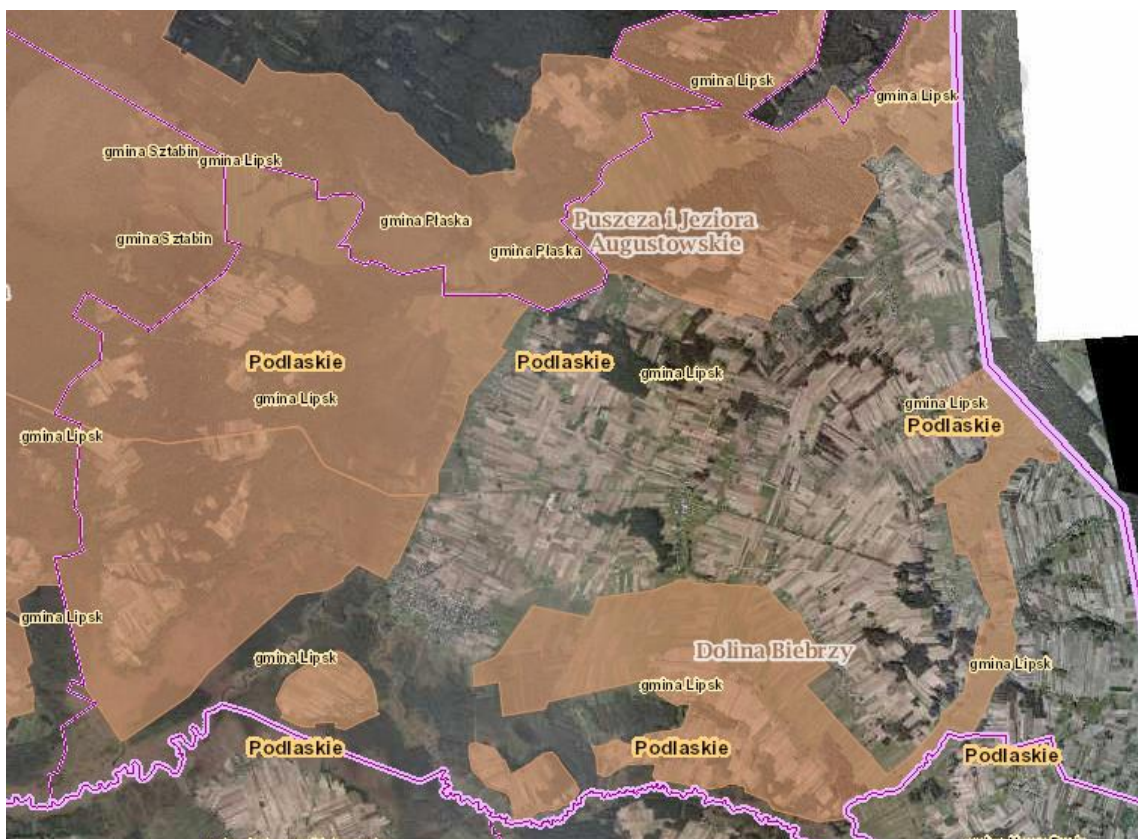 gmina Lipsk
gmina Lipsk
gmina Sztabin
gmina Lipsk
gmina Płaska
Puszcza i Jeziora
Augustowskie
gmina Sztabin
gmina Płaska
Podlaskie
Podlaskie
gmina Lipsk
gmina Lipsk
gmina Lipsk
Podlaskie
gmina Lipsk
gmina Lipsk
gmina Lipsk
Dolina Biebrzy
gmina Lipsk
gmina Lipsk
Podlaskie
Podlaskie
Podlaskie